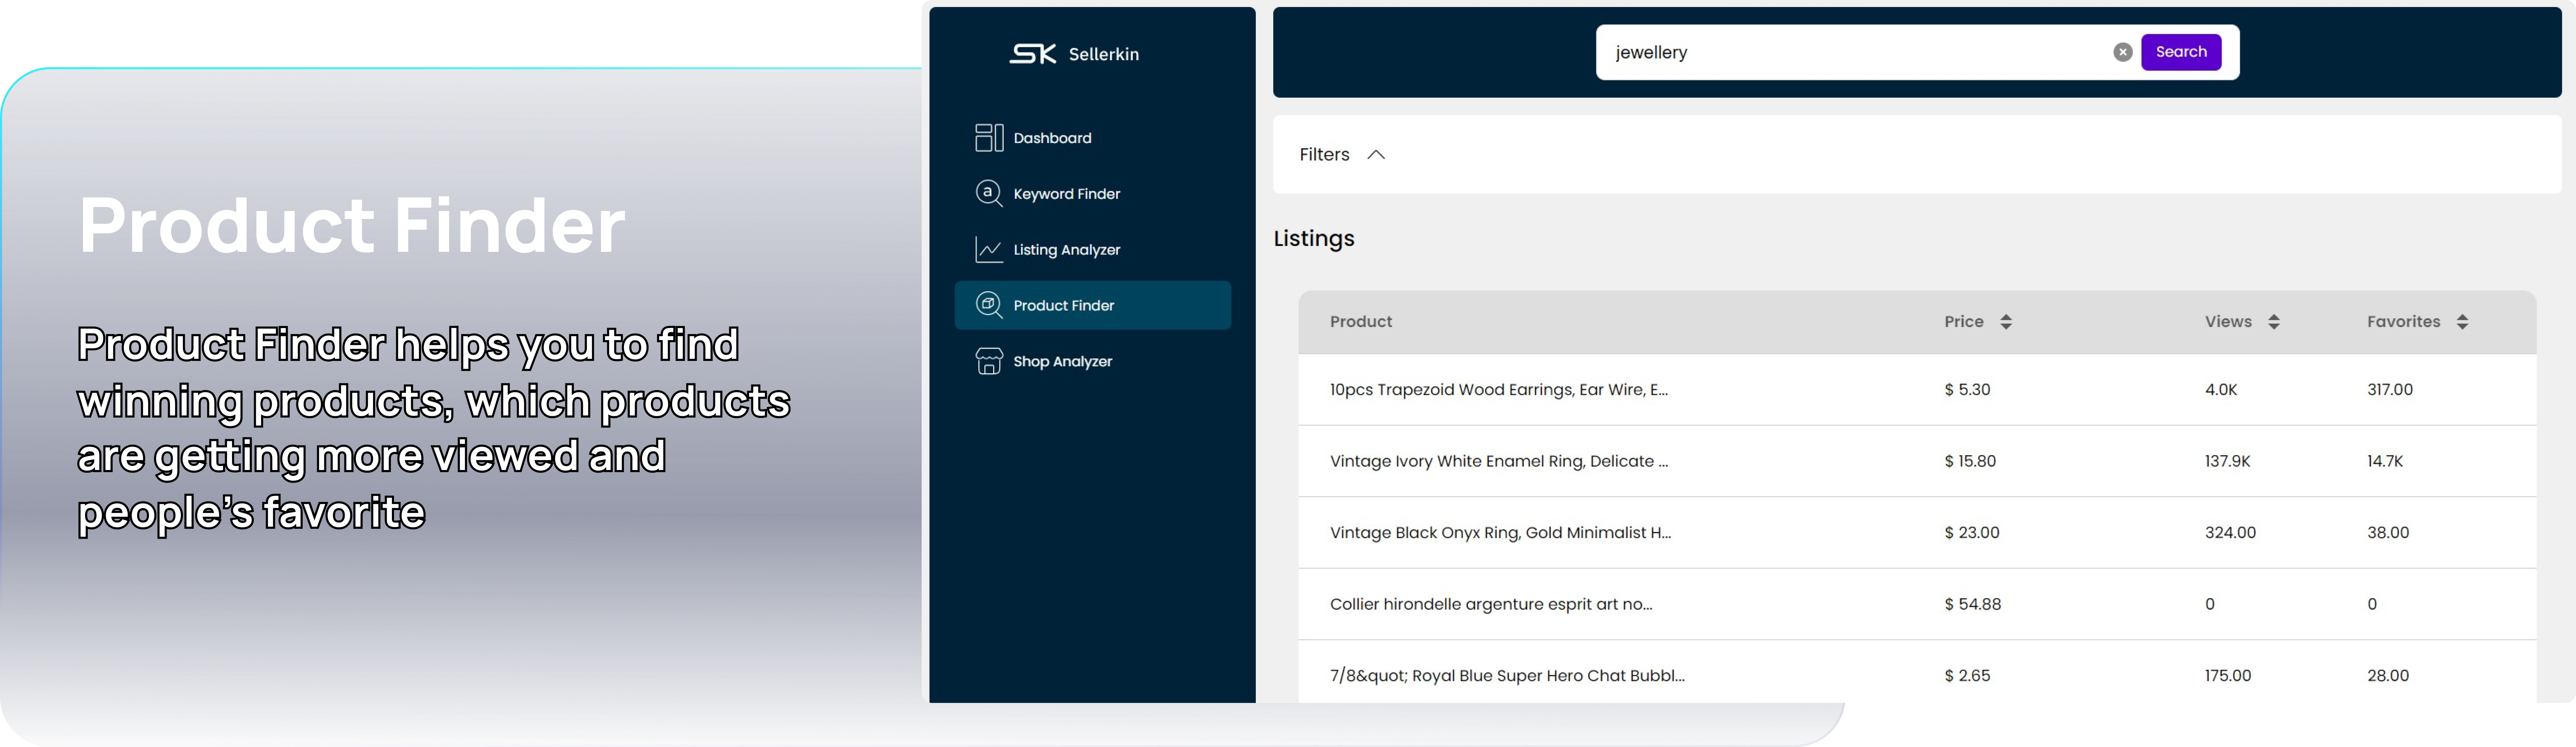 Product Finder
Product Finder helps you to find
winning products, which products
are getting more viewed and
people's favorite
SK Sellerkin
Dashboard
Keyword Finder
Listing Analyzer
Product Finder
Shop Analyzer
jewellery
Search
Filters
Listings
Product Price Views Favorites
10pcs Trapezoid Wood Earrings, Ear Wire, E... $ 5.30 4.0K 317.00
Vintage Ivory White Enamel Ring, Delicate ... $ 15.80 137.9K 14.7K
Vintage Black Onyx Ring, Gold Minimalist H... $ 23.00 324.00 38.00
Collier hirondelle argenture esprit art no... $ 54.88 0 0
7/8&quot; Royal Blue Super Hero Chat Bubbl... $ 2.65 175.00 28.00